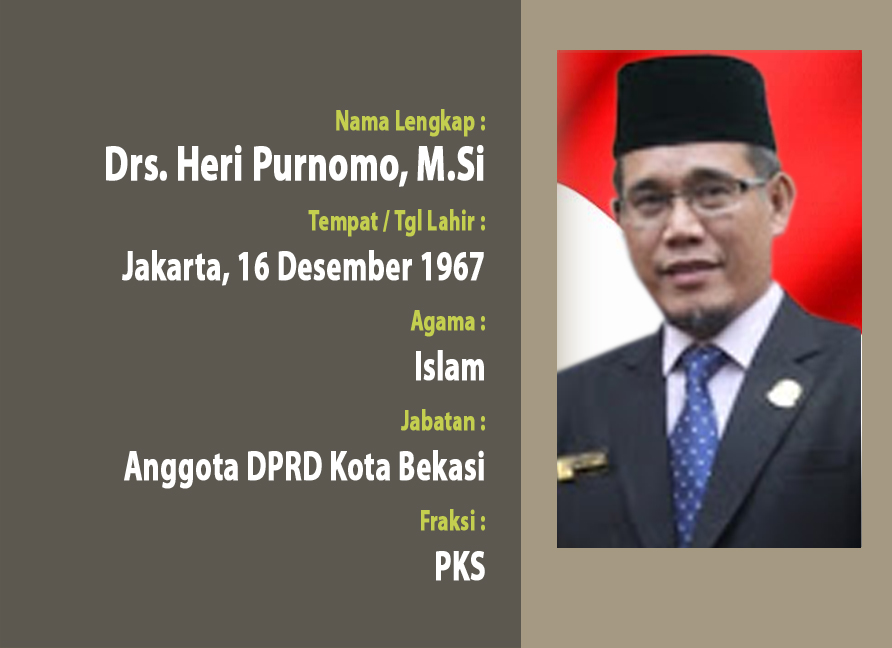 Nama Lengkap :
Drs. Heri Purnomo, M.Si
Tempat / Tgl Lahir :
Jakarta, 16 Desember 1967
Agama :
Islam
Jabatan :
Anggota DPRD Kota Bekasi
Fraksi :
PKS